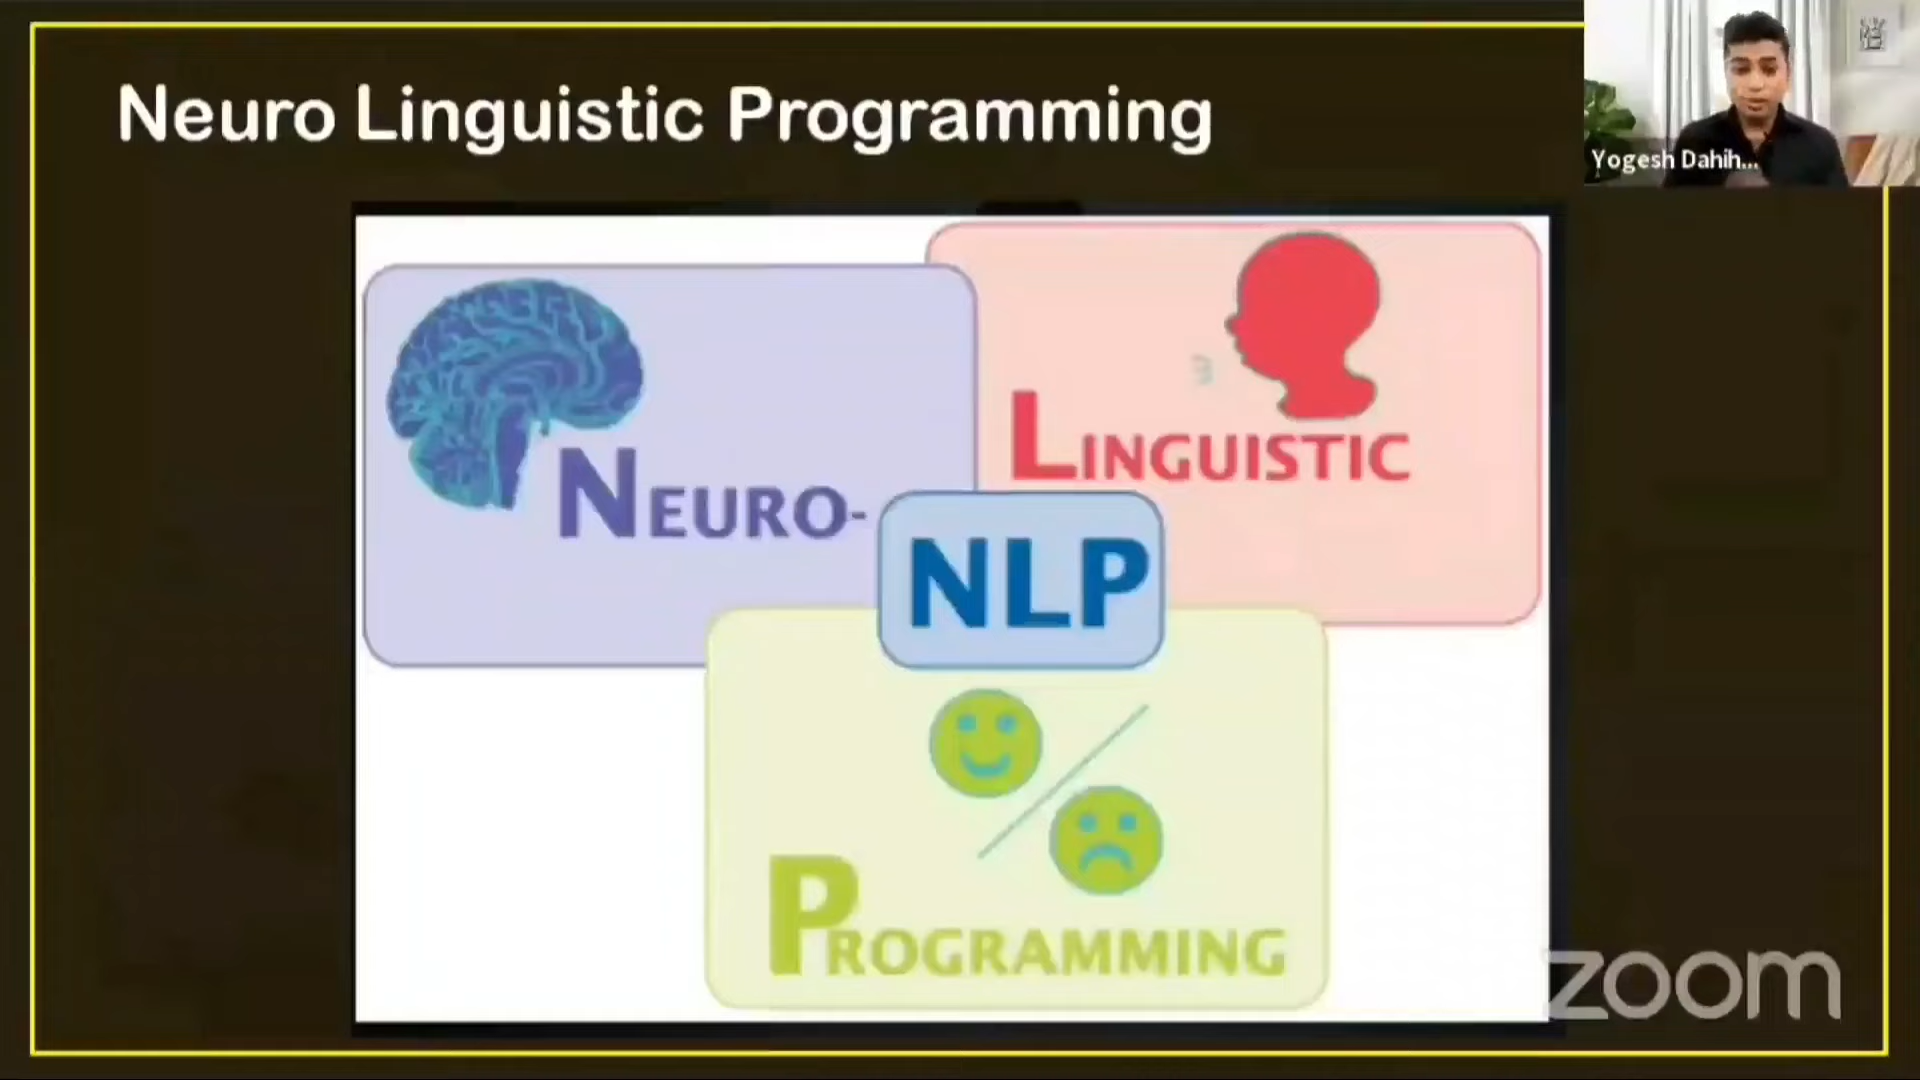 Neuro Linguistic Programming
Yogesh Dahih...
NEURO-
LINGUISTIC
NLP
PROGRAMMING
zoom